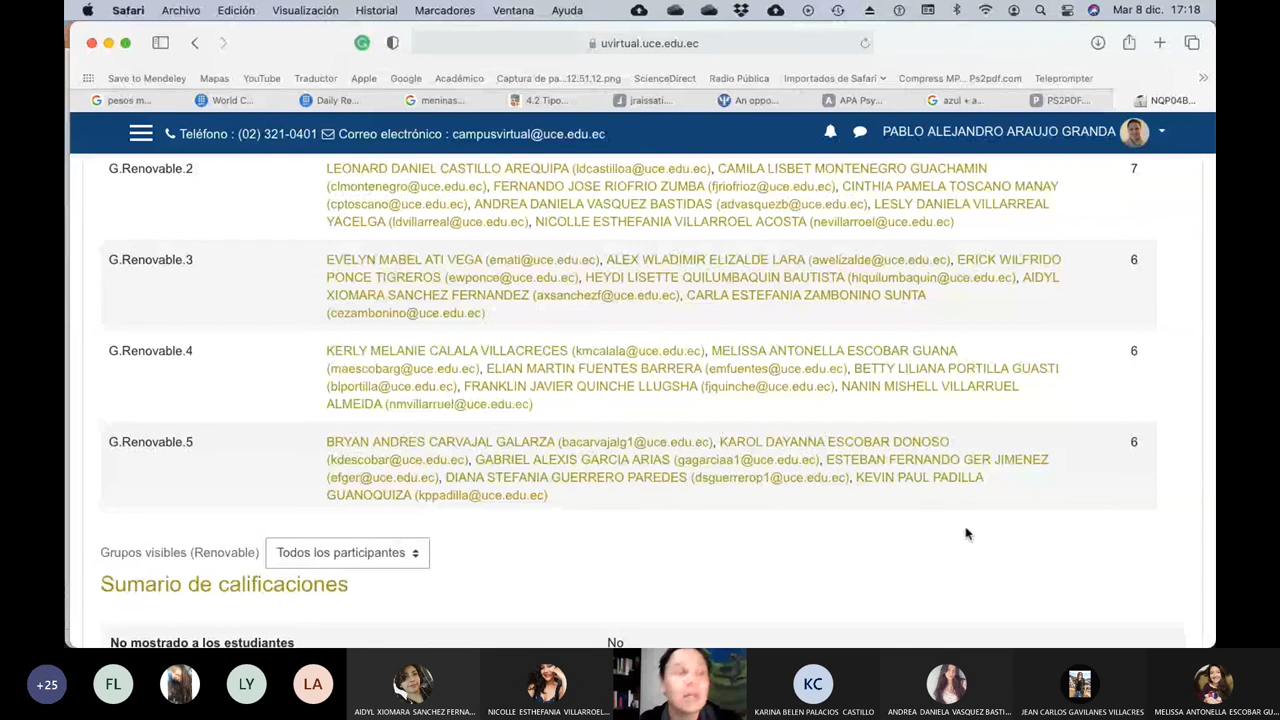 Safari Archivo Edición Visualización Historial Marcadores Ventana Ayuda Mar 8 dic. 17:18
uvirtual.uce.edu.ec
Save to Mendeley Mapas YouTube Traductor Apple Google Académico Captura de pa...12.51.12.png ScienceDirect Radio Pública Importados de Safari Compress MP... Ps2pdf.com Teleprompter
pesos m... World C... Daily Re... meninas... 4.2 Tipo... jraissati... An oppo... APA Psy... azul + a... PS2PDF.... NQP04B...
Teléfono : (02) 321-0401 Correo electrónico : campusvirtual@uce.edu.ec PABLO ALEJANDRO ARAUJO GRANDA
G.Renovable.2 LEONARD DANIEL CASTILLO AREQUIPA (ldcastilloa@uce.edu.ec), CAMILA LISBET MONTENEGRO GUACHAMIN 7
(clmontenegro@uce.edu.ec), FERNANDO JOSE RIOFRIO ZUMBA (fjriofrioz@uce.edu.ec), CINTHIA PAMELA TOSCANO MANAY
(cptoscano@uce.edu.ec), ANDREA DANIELA VASQUEZ BASTIDAS (advasquezb@uce.edu.ec), LESLY DANIELA VILLARREAL
YACELGA (ldvillarreal@uce.edu.ec), NICOLLE ESTHEFANIA VILLARROEL ACOSTA (nevillarroel@uce.edu.ec)
G.Renovable.3 EVELYN MABEL ATI VEGA (emati@uce.edu.ec), ALEX WLADIMIR ELIZALDE LARA (awelizalde@uce.edu.ec), ERICK WILFRIDO 6
PONCE TIGREROS (ewponce@uce.edu.ec), HEYDI LISETTE QUILUMBAQUIN BAUTISTA (hlquilumbaquin@uce.edu.ec), AIDYL
XIOMARA SANCHEZ FERNANDEZ (axsanchezf@uce.edu.ec), CARLA ESTEFANIA ZAMBONINO SUNTA
(cezambonino@uce.edu.ec)
G.Renovable.4 KERLY MELANIE CALALA VILLACRECES (kmcalala@uce.edu.ec), MELISSA ANTONELLA ESCOBAR GUANA 6
(maescobarg@uce.edu.ec), ELIAN MARTIN FUENTES BARRERA (emfuentes@uce.edu.ec), BETTY LILIANA PORTILLA GUASTI
(blportilla@uce.edu.ec), FRANKLIN JAVIER QUINCHE LLUGSHA (fjquinche@uce.edu.ec), NANIN MISHELL VILLARRUEL
ALMEIDA (nmvillarruel@uce.edu.ec)
G.Renovable.5 BRYAN ANDRES CARVAJAL GALARZA (bacarvajalg1@uce.edu.ec), KAROL DAYANNA ESCOBAR DONOSO 6
(kdescobar@uce.edu.ec), GABRIEL ALEXIS GARCIA ARIAS (gagarciaa1@uce.edu.ec), ESTEBAN FERNANDO GER JIMENEZ
(efger@uce.edu.ec), DIANA STEFANIA GUERRERO PAREDES (dsguerrerop1@uce.edu.ec), KEVIN PAUL PADILLA
GUANOQUIZA (kppadilla@uce.edu.ec)
Grupos visibles (Renovable) Todos los participantes
Sumario de calificaciones
No mostrado a los estudiantes No
+25 FL LY LA KC
AIDYL XIOMARA SANCHEZ FERNA... NICOLLE ESTHEFANIA VILLARROEL... KARINA BELEN PALACIOS CASTILLO ANDREA DANIELA VASQUEZ BASTI... JEAN CARLOS GAVILANES VILLACRES MELISSA ANTONELLA ESCOBAR GU...